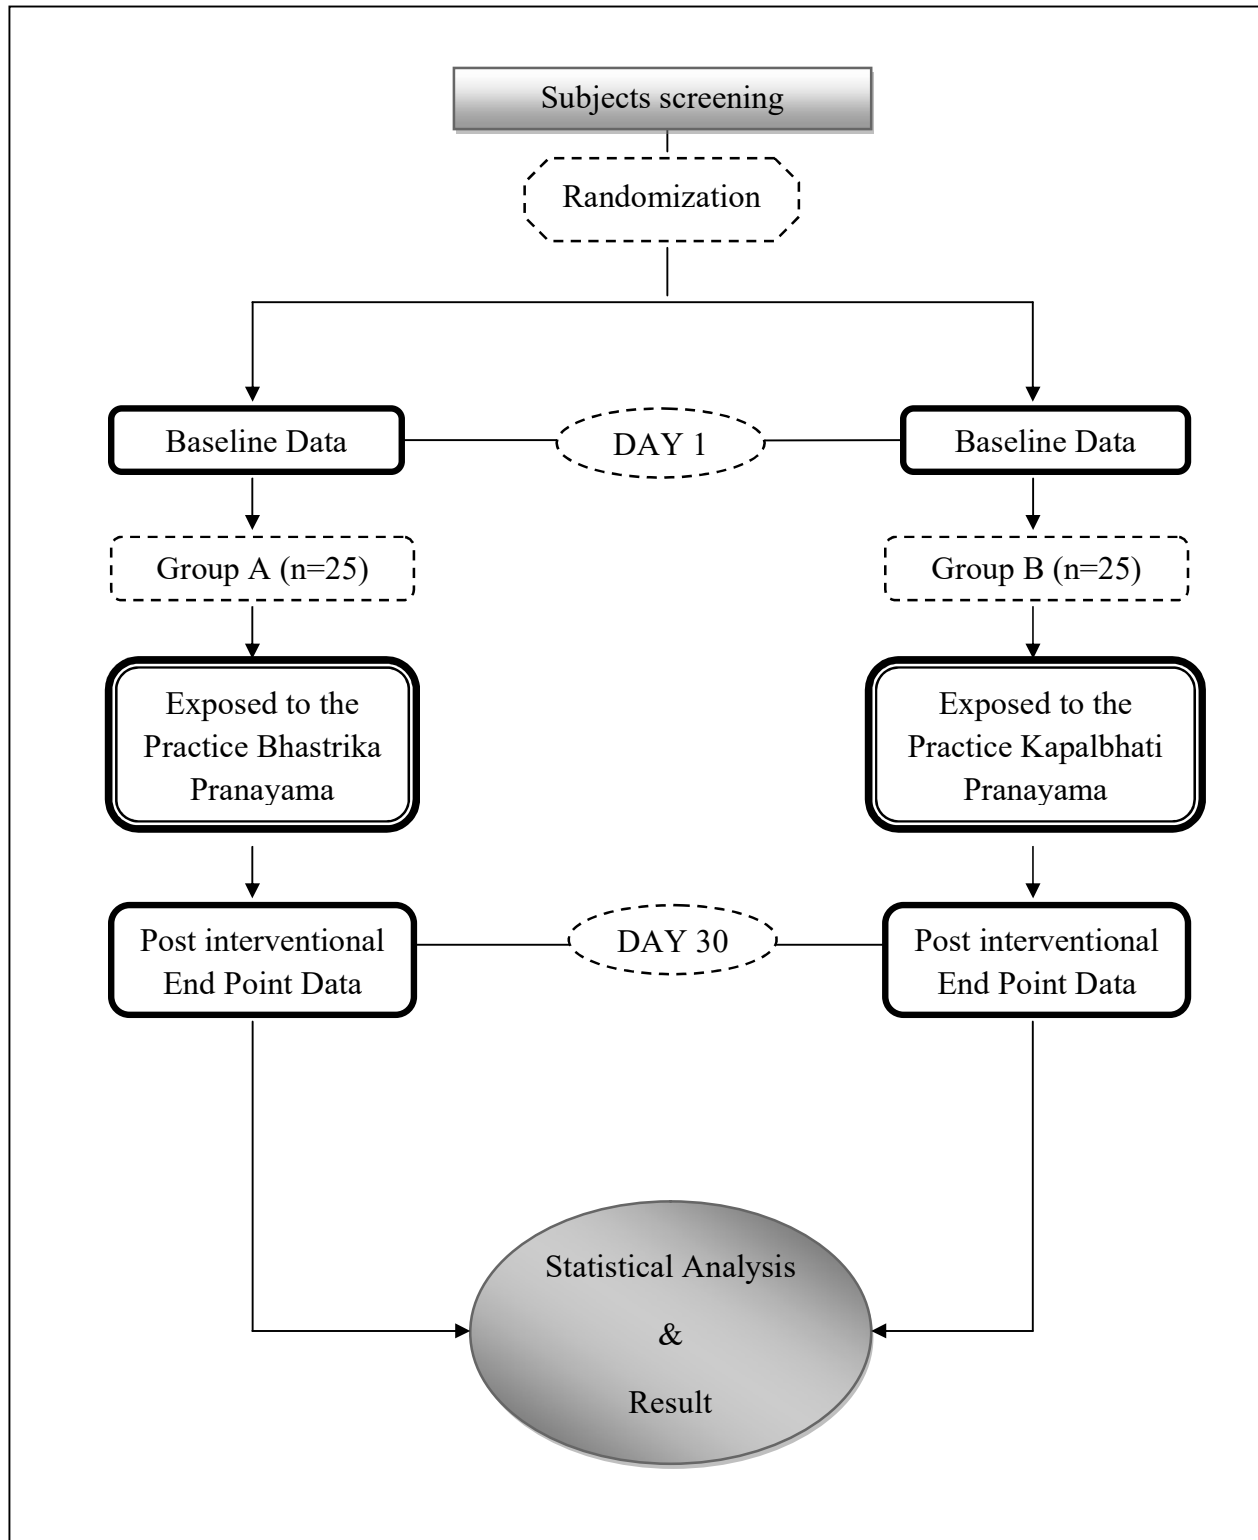 Subjects screening
Randomization
Baseline Data
DAY 1
Baseline Data
Group A (n=25)
Group B (n=25)
Exposed to the
Practice Bhastrika
Pranayama
Exposed to the
Practice Kapalbhati
Pranayama
Post interventional
End Point Data
DAY 30
Post interventional
End Point Data
Statistical Analysis
&
Result